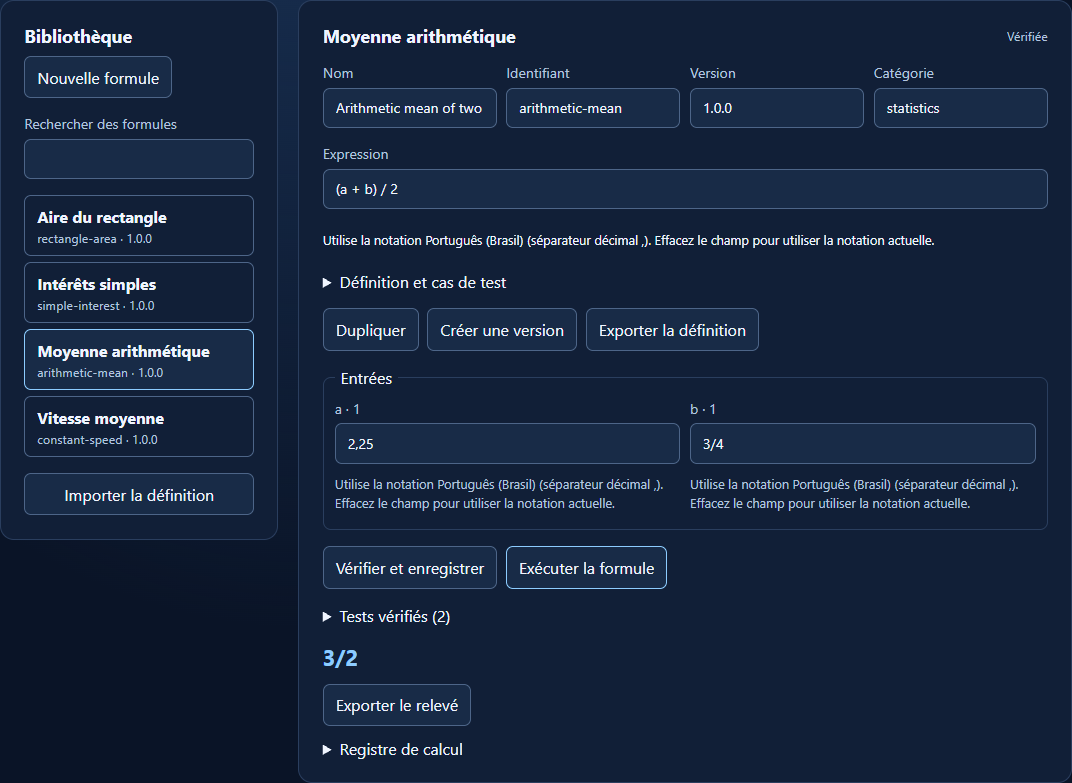 Bibliothèque
Nouvelle formule
Rechercher des formules
Aire du rectangle
rectangle-area · 1.0.0
Intérêts simples
simple-interest · 1.0.0
Moyenne arithmétique
arithmetic-mean · 1.0.0
Vitesse moyenne
constant-speed · 1.0.0
Importer la définition
Moyenne arithmétique
Vérifiée
Nom
Identifiant
Version
Catégorie
Arithmetic mean of two
arithmetic-mean
1.0.0
statistics
Expression
(a + b) / 2
Utilise la notation Português (Brasil) (séparateur décimal ,). Effacez le champ pour utiliser la notation actuelle.
▶ Définition et cas de test
Dupliquer
Créer une version
Exporter la définition
Entrées
a · 1
2,25
Utilise la notation Português (Brasil) (séparateur décimal ,).
Effacez le champ pour utiliser la notation actuelle.
b · 1
3/4
Utilise la notation Português (Brasil) (séparateur décimal ,).
Effacez le champ pour utiliser la notation actuelle.
Vérifier et enregistrer
Exécuter la formule
▶ Tests vérifiés (2)
3/2
Exporter le relevé
▶ Registre de calcul